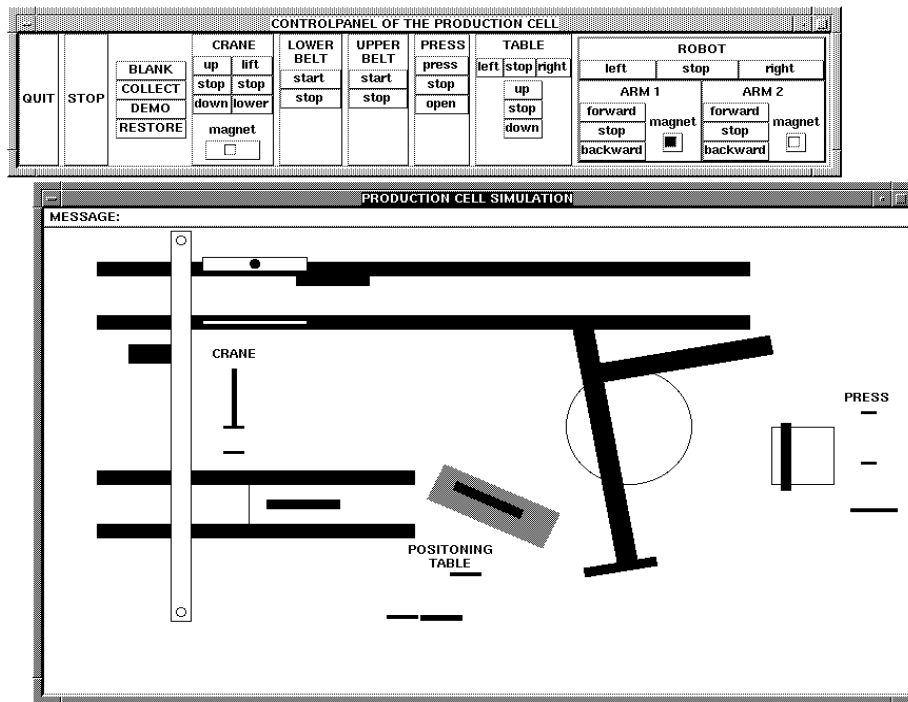 CONTROLPANEL OF THE PRODUCTION CELL
QUIT
STOP
BLANK
COLLECT
DEMO
RESTORE
CRANE
up lift
stop stop
down lower
magnet
LOWER
BELT
start
stop
UPPER
BELT
start
stop
PRESS
press
stop
open
TABLE
left stop right
up
stop
down
ROBOT
left stop right
ARM 1
forward
stop
backward
magnet
ARM 2
forward
stop
backward
magnet
PRODUCTION CELL SIMULATION
MESSAGE:
CRANE
PRESS
POSITONING
TABLE